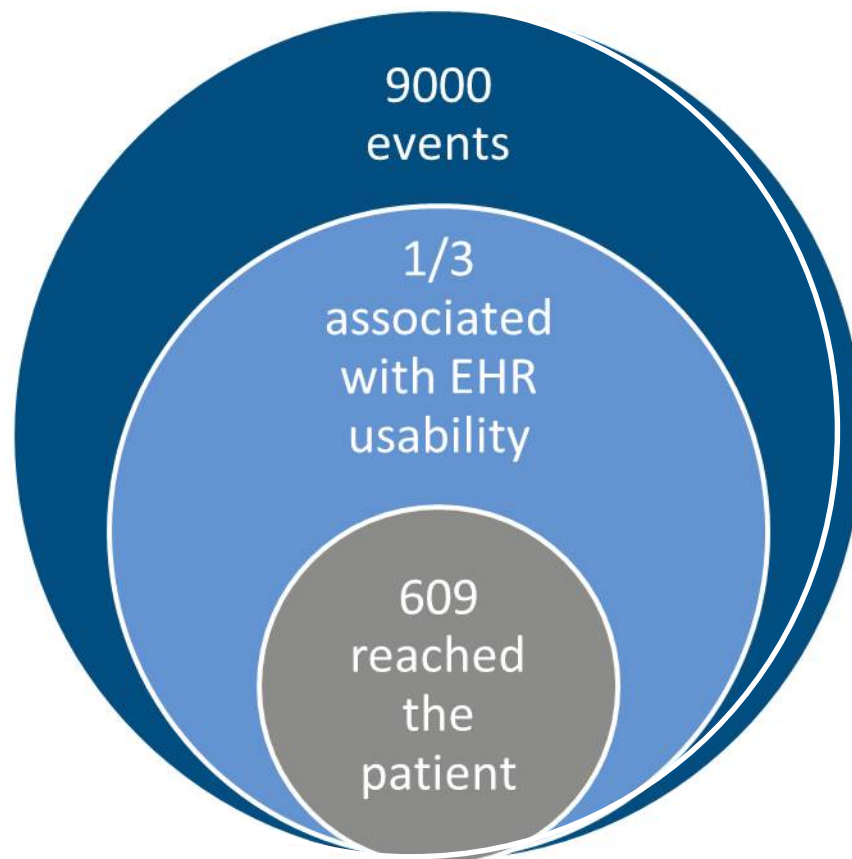 9000
events
1/3
associated
with EHR
usability
609
reached
the
patient